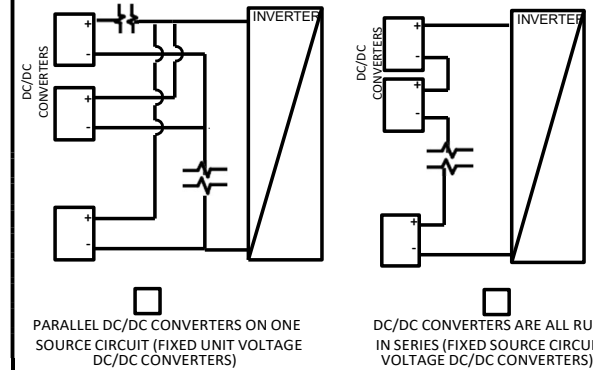 INVERTER
+
-
DC/DC
CONVERTERS
+
-
+
-
PARALLEL DC/DC CONVERTERS ON ONE
SOURCE CIRCUIT (FIXED UNIT VOLTAGE
DC/DC CONVERTERS)
INVERTER
+
-
DC/DC
CONVERTERS
+
-
+
-
DC/DC CONVERTERS ARE ALL RU
IN SERIES (FIXED SOURCE CIRCU
VOLTAGE DC/DC CONVERTERS)